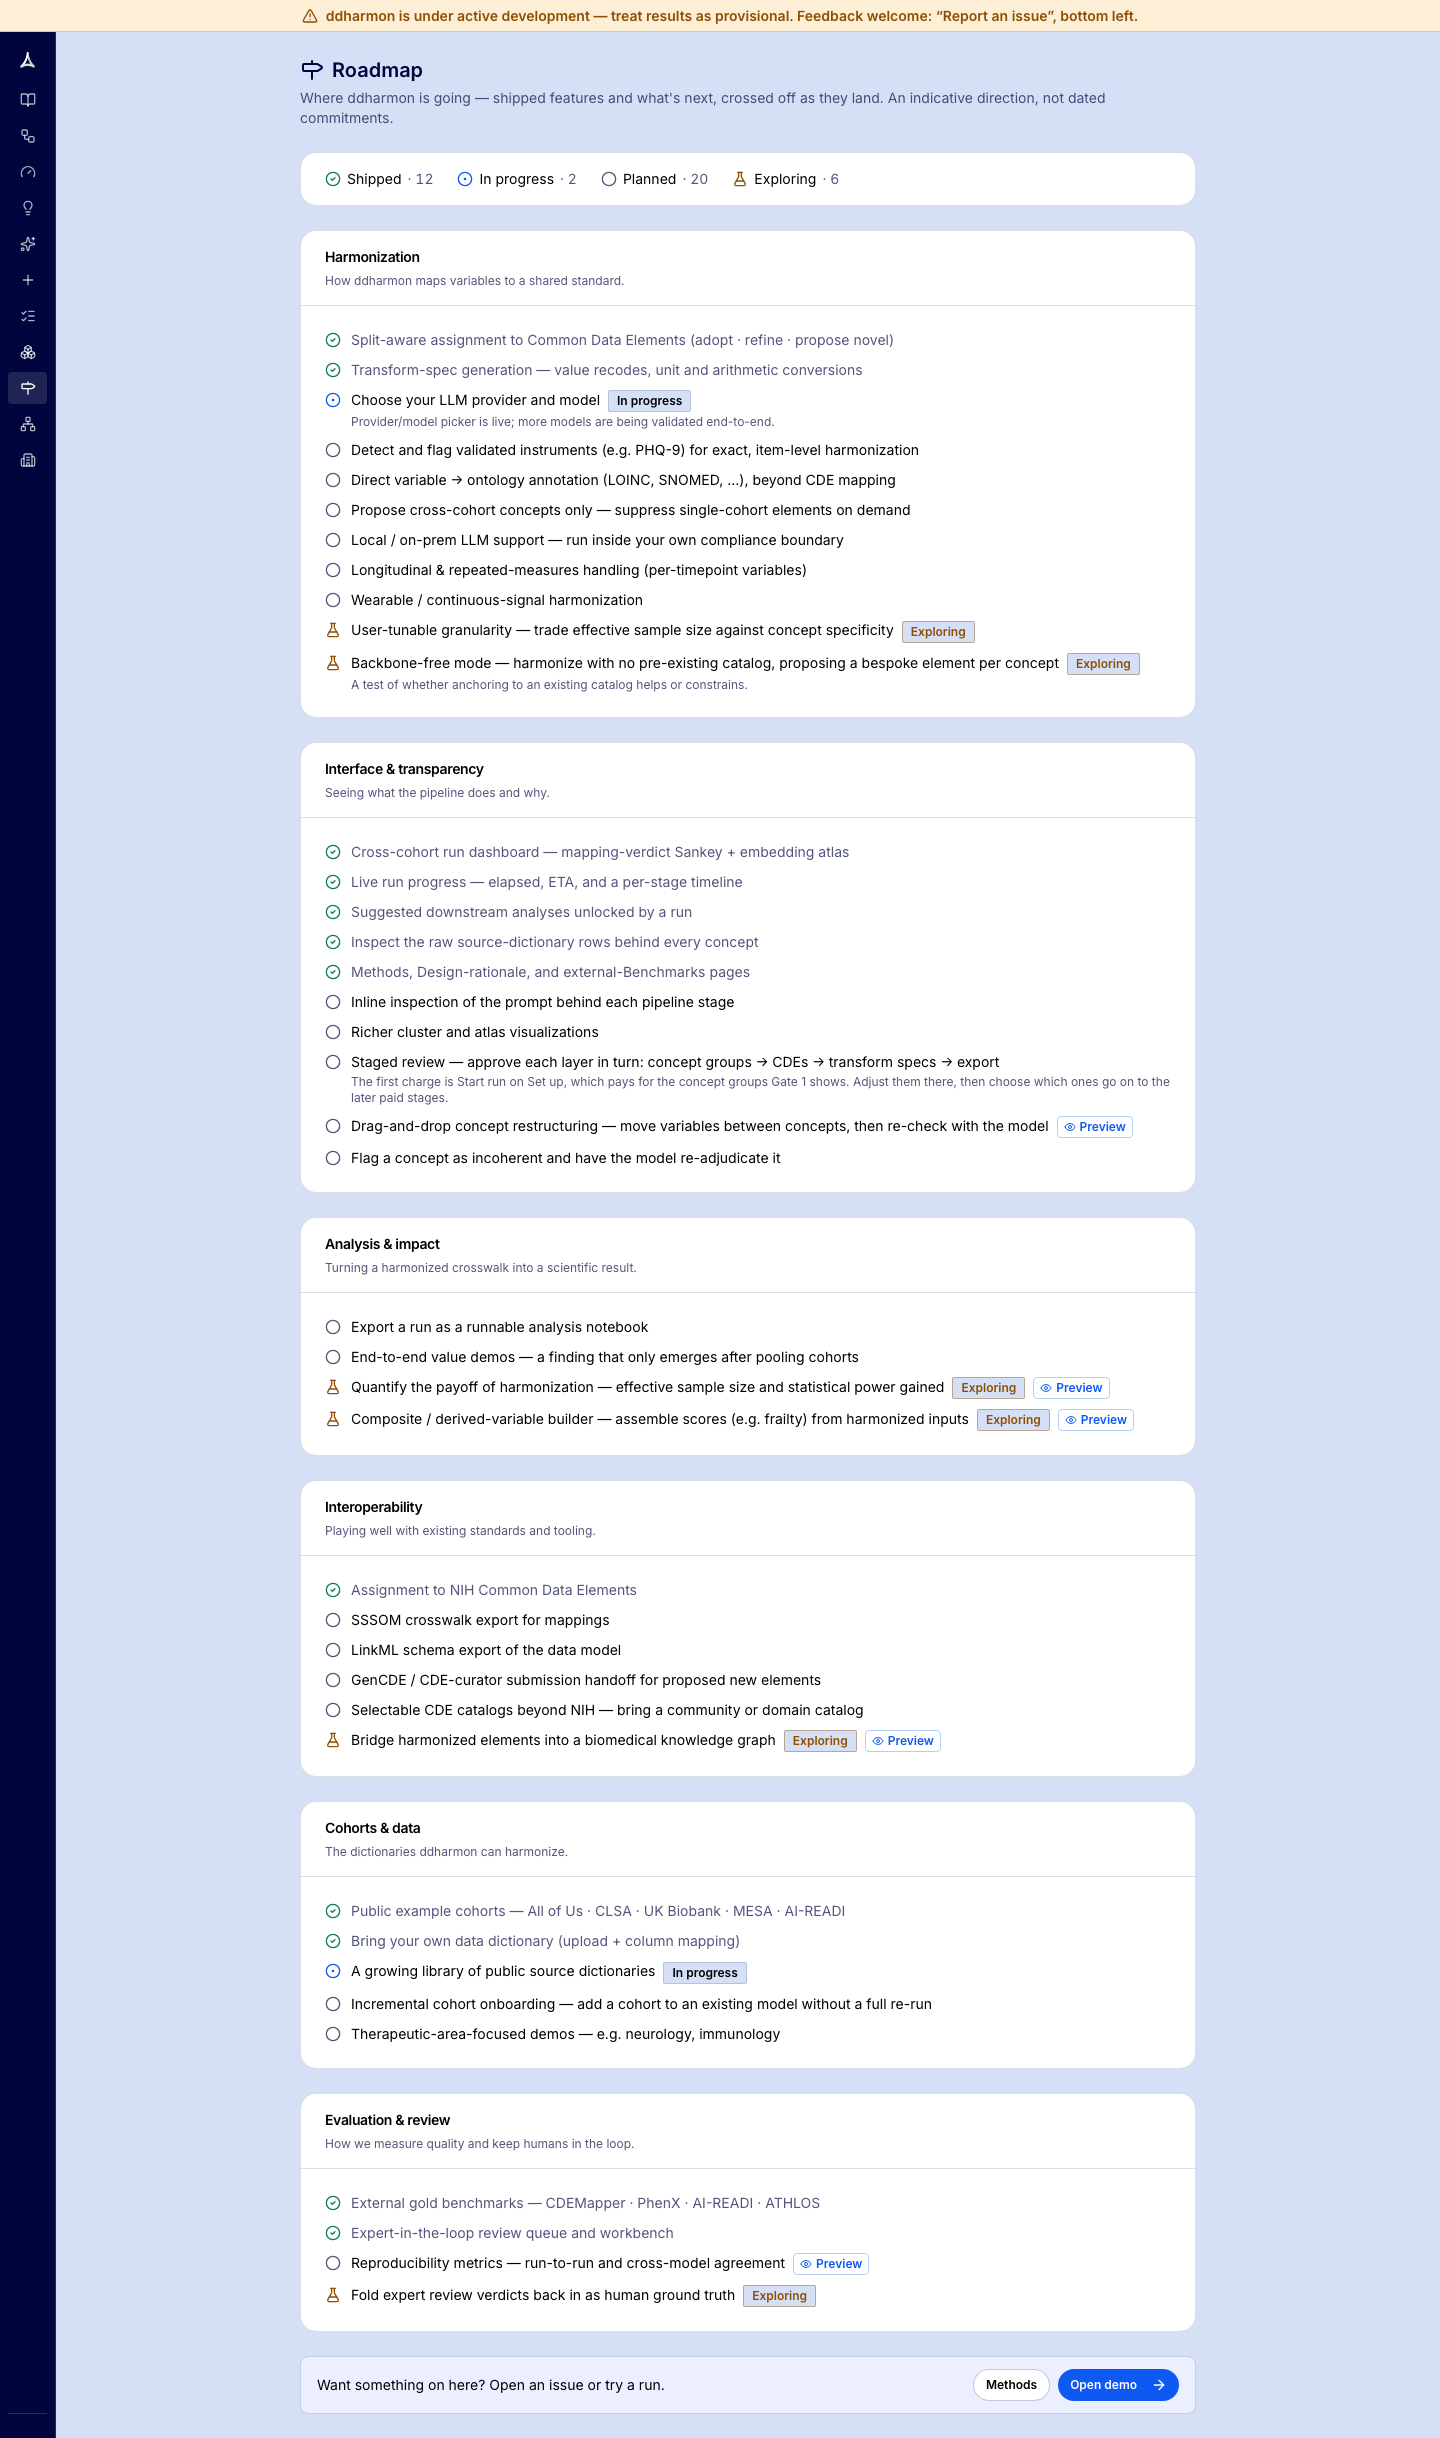 ddharmon is under active development — treat results as provisional. Feedback welcome: “Report an issue”, bottom left.
Roadmap
Where ddharmon is going — shipped features and what's next, crossed off as they land. An indicative direction, not dated
commitments.
Shipped · 12 In progress · 2 Planned · 20 Exploring · 6
Harmonization
How ddharmon maps variables to a shared standard.
Split-aware assignment to Common Data Elements (adopt · refine · propose novel)
Transform-spec generation — value recodes, unit and arithmetic conversions
Choose your LLM provider and model In progress
Provider/model picker is live; more models are being validated end-to-end.
Detect and flag validated instruments (e.g. PHQ-9) for exact, item-level harmonization
Direct variable → ontology annotation (LOINC, SNOMED, ...), beyond CDE mapping
Propose cross-cohort concepts only — suppress single-cohort elements on demand
Local / on-prem LLM support — run inside your own compliance boundary
Longitudinal & repeated-measures handling (per-timepoint variables)
Wearable / continuous-signal harmonization
User-tunable granularity — trade effective sample size against concept specificity Exploring
Backbone-free mode — harmonize with no pre-existing catalog, proposing a bespoke element per concept Exploring
A test of whether anchoring to an existing catalog helps or constrains.
Interface & transparency
Seeing what the pipeline does and why.
Cross-cohort run dashboard — mapping-verdict Sankey + embedding atlas
Live run progress — elapsed, ETA, and a per-stage timeline
Suggested downstream analyses unlocked by a run
Inspect the raw source-dictionary rows behind every concept
Methods, Design-rationale, and external-Benchmarks pages
Inline inspection of the prompt behind each pipeline stage
Richer cluster and atlas visualizations
Staged review — approve each layer in turn: concept groups → CDEs → transform specs → export
The first charge is Start run on Set up, which pays for the concept groups Gate 1 shows. Adjust them there, then choose which ones go on to the
later paid stages.
Drag-and-drop concept restructuring — move variables between concepts, then re-check with the model Preview
Flag a concept as incoherent and have the model re-adjudicate it
Analysis & impact
Turning a harmonized crosswalk into a scientific result.
Export a run as a runnable analysis notebook
End-to-end value demos — a finding that only emerges after pooling cohorts
Quantify the payoff of harmonization — effective sample size and statistical power gained Exploring Preview
Composite / derived-variable builder — assemble scores (e.g. frailty) from harmonized inputs Exploring Preview
Interoperability
Playing well with existing standards and tooling.
Assignment to NIH Common Data Elements
SSSOM crosswalk export for mappings
LinkML schema export of the data model
GenCDE / CDE-curator submission handoff for proposed new elements
Selectable CDE catalogs beyond NIH — bring a community or domain catalog
Bridge harmonized elements into a biomedical knowledge graph Exploring Preview
Cohorts & data
The dictionaries ddharmon can harmonize.
Public example cohorts — All of Us · CLSA · UK Biobank · MESA · AI-READI
Bring your own data dictionary (upload + column mapping)
A growing library of public source dictionaries In progress
Incremental cohort onboarding — add a cohort to an existing model without a full re-run
Therapeutic-area-focused demos — e.g. neurology, immunology
Evaluation & review
How we measure quality and keep humans in the loop.
External gold benchmarks — CDEMapper · PhenX · AI-READI · ATHLOS
Expert-in-the-loop review queue and workbench
Reproducibility metrics — run-to-run and cross-model agreement Preview
Fold expert review verdicts back in as human ground truth Exploring
Want something on here? Open an issue or try a run. Methods Open demo →